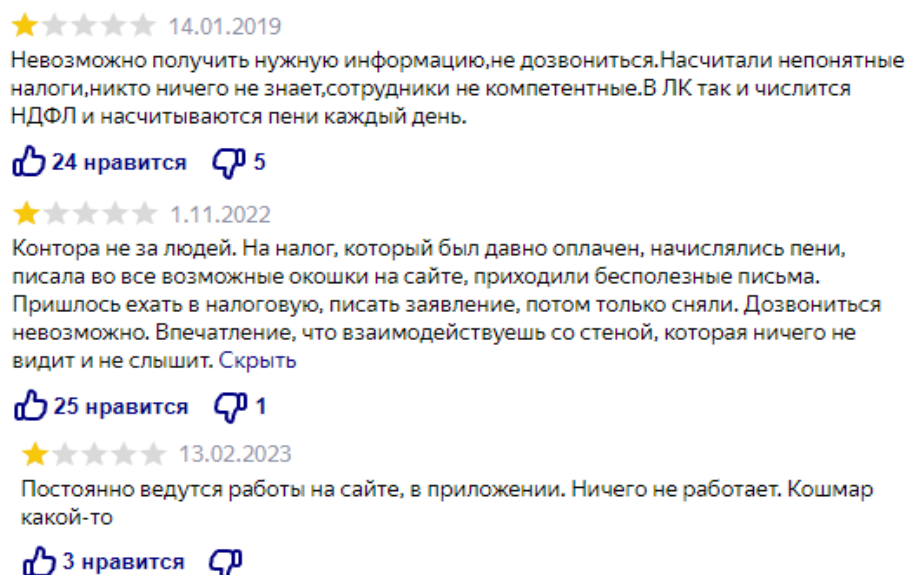 14.01.2019
Невозможно получить нужную информацию,не дозвониться.Насчитали непонятные
налоги,никто ничего не знает,сотрудники не компетентные.В ЛК так и числится
НДФЛ и насчитываются пени каждый день.
24 нравится 5
1.11.2022
Контора не за людей. На налог, который был давно оплачен, начислялись пени,
писала во все возможные окошки на сайте, приходили бесполезные письма.
Пришлось ехать в налоговую, писать заявление, потом только сняли. Дозвониться
невозможно. Впечатление, что взаимодействуешь со стеной, которая ничего не
видит и не слышит. Скрыть
25 нравится 1
13.02.2023
Постоянно ведутся работы на сайте, в приложении. Ничего не работает. Кошмар
какой-то
3 нравится